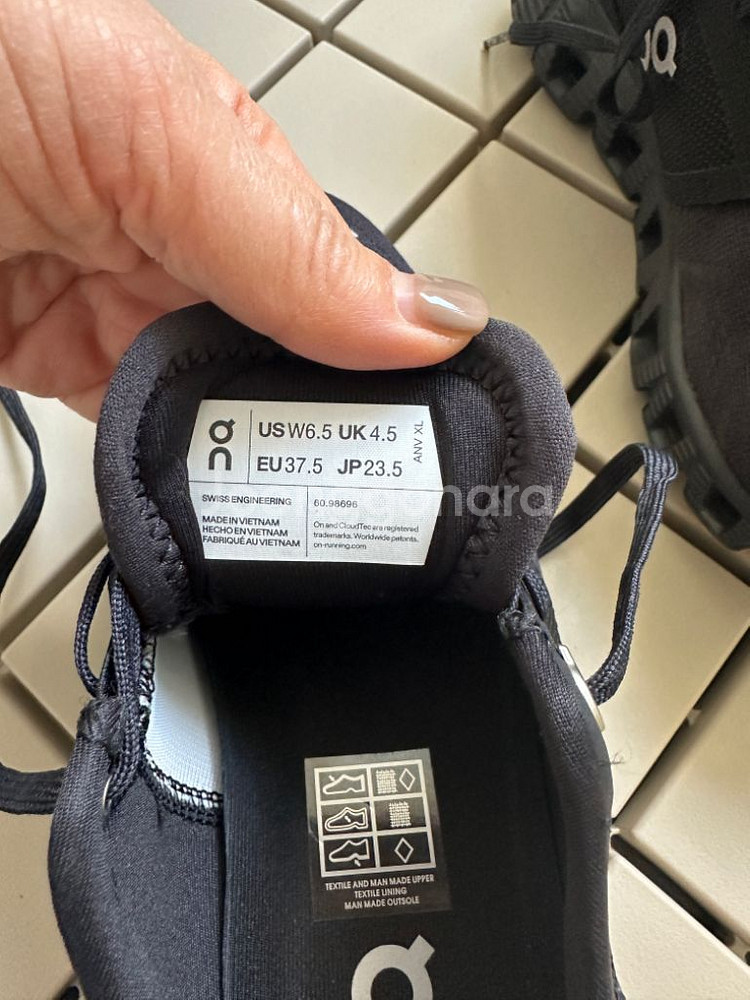 US W6.5 UK 4.5
EU 37.5 JP 23.5
ANV XL
SWISS ENGINEERING
60.98696
MADE IN VIETNAM
HECHO EN VIETNAM
FABRIQUÉ AU VIETNAM
On and CloudTec are registered
trademarks. Worldwide patents.
on-running.com
TEXTILE AND MAN MADE UPPER
TEXTILE LINING
MAN MADE OUTSOLE